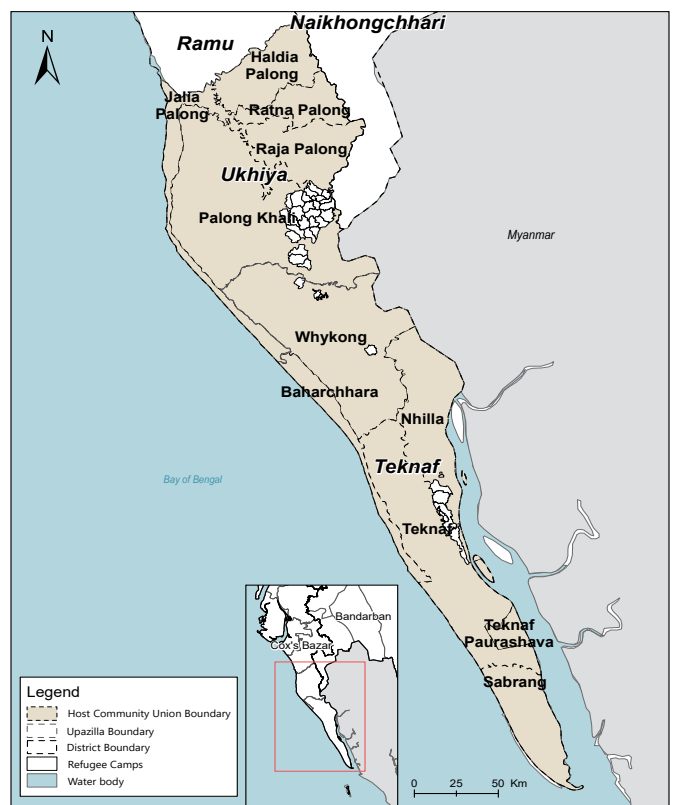 Naikhongchhari
Ramu
N
Haldia
Palong
Jalia
Palong
Ratna Palong
Raja Palong
Ukhiya
Palong Khali
Myanmar
Whykong
Baharchhara
Nhilla
Teknaf
Bay of Bengal
Teknaf
Teknaf
Paurashava
Sabrang
Bandarban
Cox's Bazar
Legend
Host Community Union Boundary
Upazilla Boundary
District Boundary
Refugee Camps
Water body
0 25 50 Km